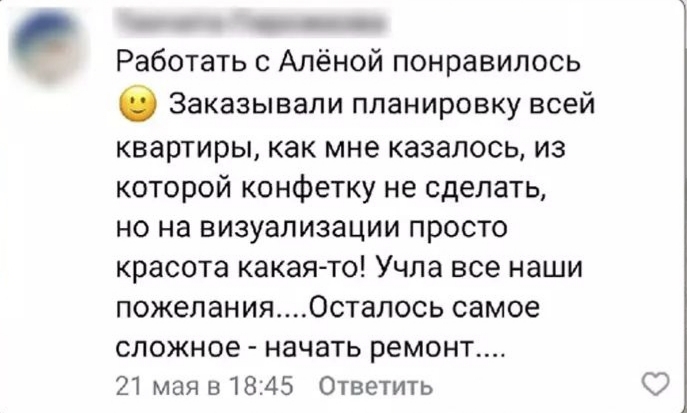 Работать с Алёной понравилось
🙂 Заказывали планировку всей
квартиры, как мне казалось, из
которой конфетку не сделать,
но на визуализации просто
красота какая-то! Учла все наши
пожелания....Осталось самое
сложное - начать ремонт....
21 мая в 18:45 Ответить